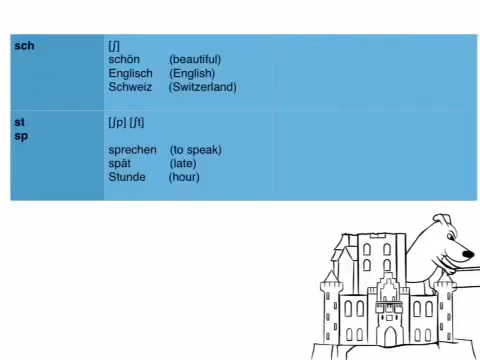 sch [ʃ]
schön (beautiful)
Englisch (English)
Schweiz (Switzerland)
st [ʃp] [ʃt]
sp
sprechen (to speak)
spät (late)
Stunde (hour)